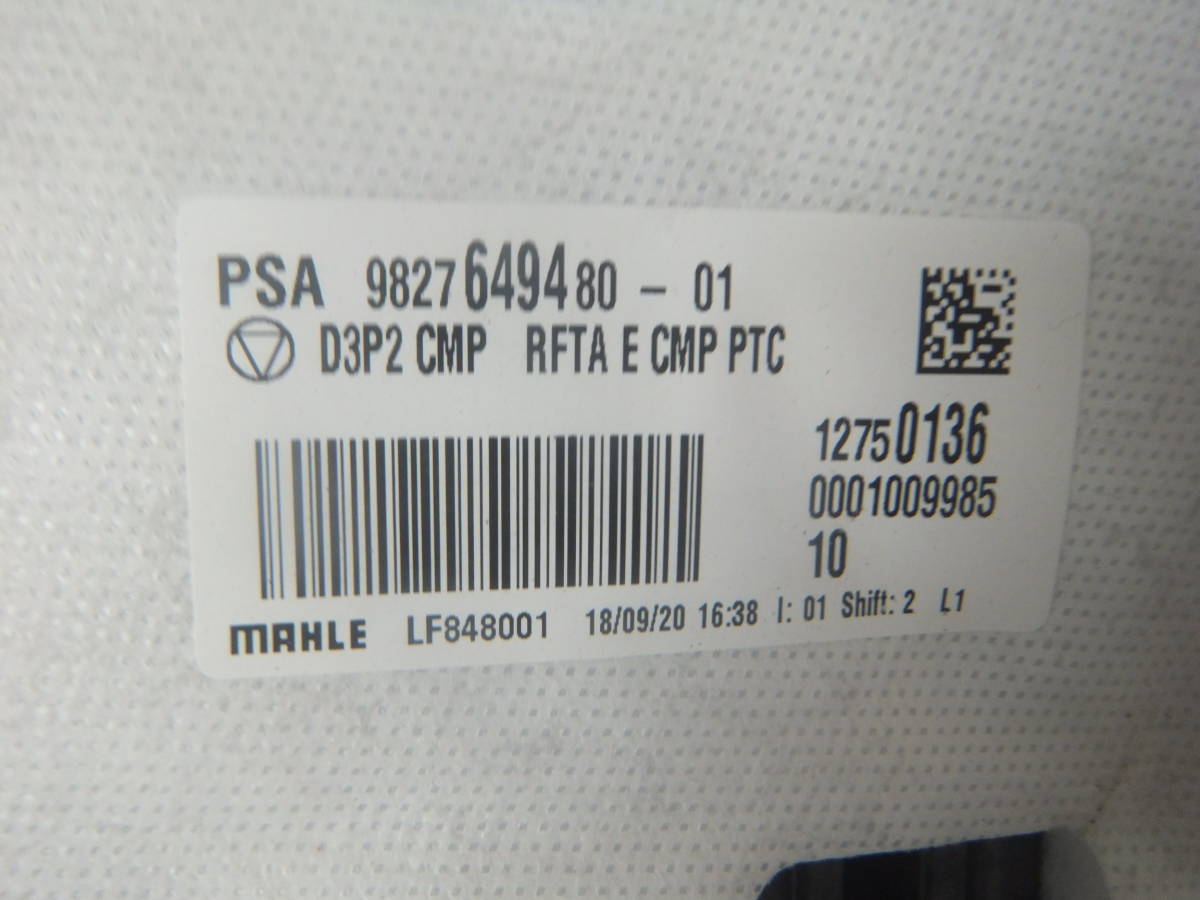 PSA 9827649480 - 01
D3P2 CMP RFTA E CMP PTC
12750136
0001009985
10
MAHLE LF848001 18/09/20 16:38 I: 01 Shift: 2 L1